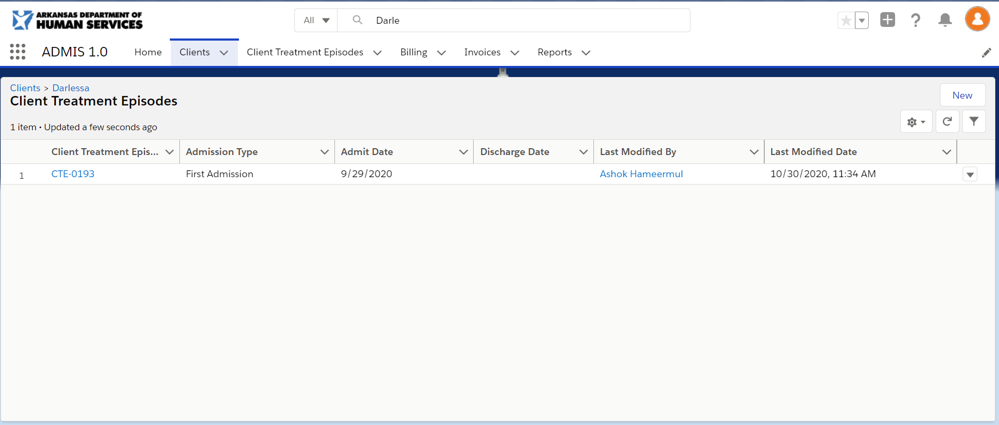 ARKANSAS DEPARTMENT OF
HUMAN SERVICES
All Darle
ADMIS 1.0 Home Clients Client Treatment Episodes Billing Invoices Reports
Clients > Darlessa
Client Treatment Episodes
New
1 item • Updated a few seconds ago
Client Treatment Epis... Admission Type Admit Date Discharge Date Last Modified By Last Modified Date
1 CTE-0193 First Admission 9/29/2020 Ashok Hameermul 10/30/2020, 11:34 AM